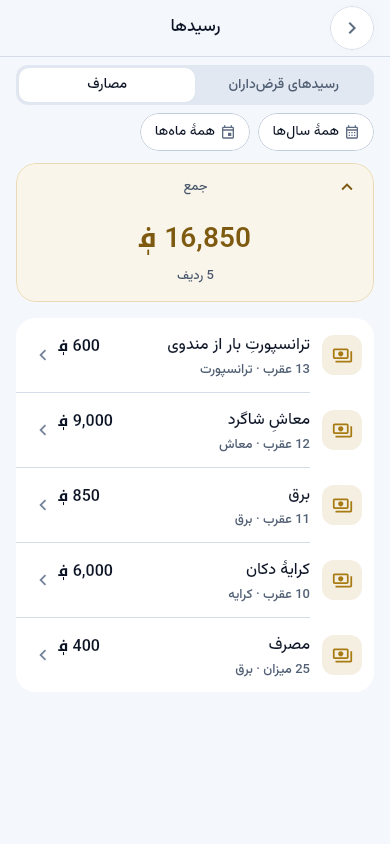 رسیدها
رسیدهای قرض‌داران
مصارف
همهٔ سال‌ها
همهٔ ماه‌ها
جمع
16,850 ؋
5 ردیف
ترانسپورتِ بار از مندوی
600 ؋
13 عقرب · ترانسپورت
معاشِ شاگرد
9,000 ؋
12 عقرب · معاش
برق
850 ؋
11 عقرب · برق
کرایهٔ دکان
6,000 ؋
10 عقرب · کرایه
مصرف
400 ؋
25 میزان · برق